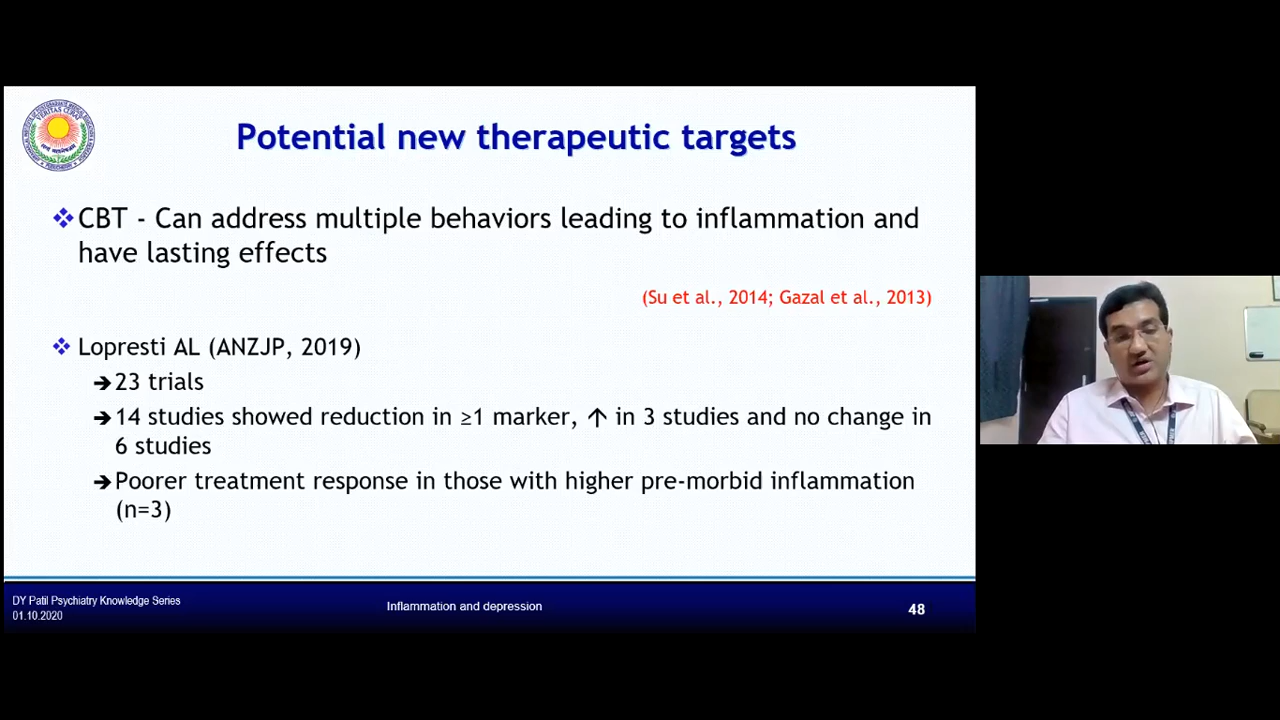 Potential new therapeutic targets
CBT - Can address multiple behaviors leading to inflammation and
have lasting effects
(Su et al., 2014; Gazal et al., 2013)
Lopresti AL (ANZJP, 2019)
23 trials
14 studies showed reduction in ≥1 marker, ↑ in 3 studies and no change in
6 studies
Poorer treatment response in those with higher pre-morbid inflammation
(n=3)
DY Patil Psychiatry Knowledge Series
01.10.2020
Inflammation and depression
48